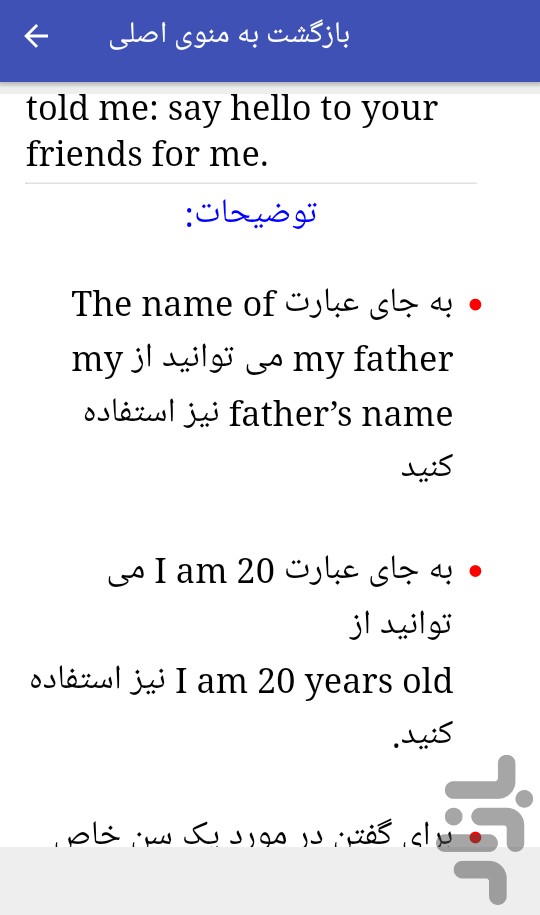 بازگشت به منوی اصلی
told me: say hello to your
friends for me.
توضیحات:
به جای عبارت The name of
my father می توانید از my
father’s name نیز استفاده
کنید
به جای عبارت I am 20 می
توانید از
I am 20 years old نیز استفاده
کنید.
برای گفتن در مورد یک سن خاص
بازار